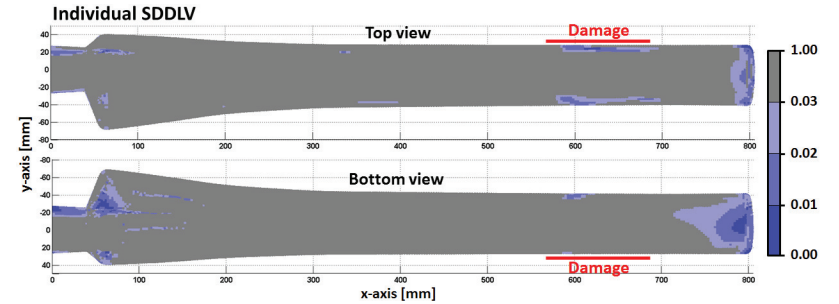 Individual SDDLV
Top view
Damage
40
20
0
-20
-40
-60
-80
0 100 200 300 400 500 600 700 800
1.00
0.03
0.02
0.01
0.00
y-axis [mm]
Bottom view
-80
-60
-40
-20
0
20
40
0 100 200 300 400 500 600 700 800
Damage
x-axis [mm]